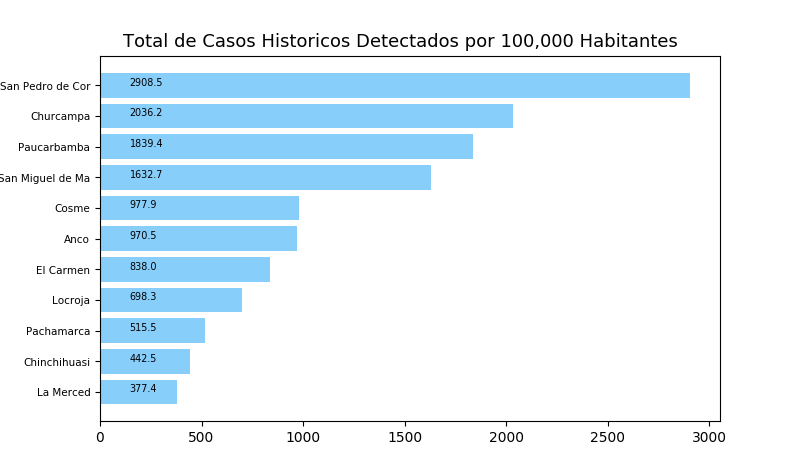 Total de Casos Historicos Detectados por 100,000 Habitantes
San Pedro de Cor 2908.5
Churcampa 2036.2
Paucarbamba 1839.4
San Miguel de Ma 1632.7
Cosme 977.9
Anco 970.5
El Carmen 838.0
Locroja 698.3
Pachamarca 515.5
Chinchihuasi 442.5
La Merced 377.4
0 500 1000 1500 2000 2500 3000